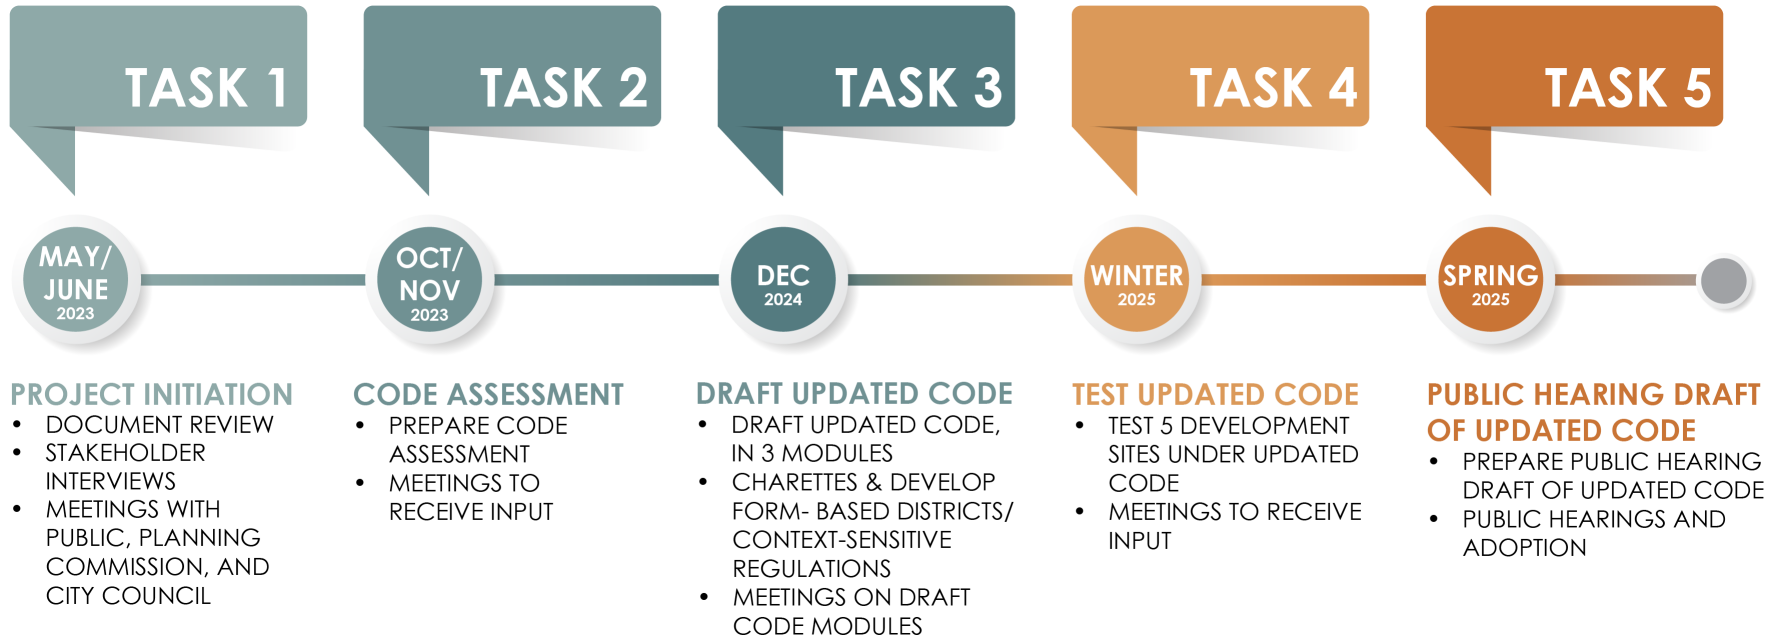 TASK 1
TASK 2
TASK 3
TASK 4
TASK 5
MAY/
JUNE
2023
OCT/
NOV
2023
DEC
2024
WINTER
2025
SPRING
2025
PROJECT INITIATION
• DOCUMENT REVIEW
• STAKEHOLDER
INTERVIEWS
• MEETINGS WITH
PUBLIC, PLANNING
COMMISSION, AND
CITY COUNCIL
CODE ASSESSMENT
• PREPARE CODE
ASSESSMENT
• MEETINGS TO
RECEIVE INPUT
DRAFT UPDATED CODE
• DRAFT UPDATED CODE,
IN 3 MODULES
• CHARETTES & DEVELOP
FORM- BASED DISTRICTS/
CONTEXT-SENSITIVE
REGULATIONS
• MEETINGS ON DRAFT
CODE MODULES
TEST UPDATED CODE
• TEST 5 DEVELOPMENT
SITES UNDER UPDATED
CODE
• MEETINGS TO RECEIVE
INPUT
PUBLIC HEARING DRAFT
OF UPDATED CODE
• PREPARE PUBLIC HEARING
DRAFT OF UPDATED CODE
• PUBLIC HEARINGS AND
ADOPTION